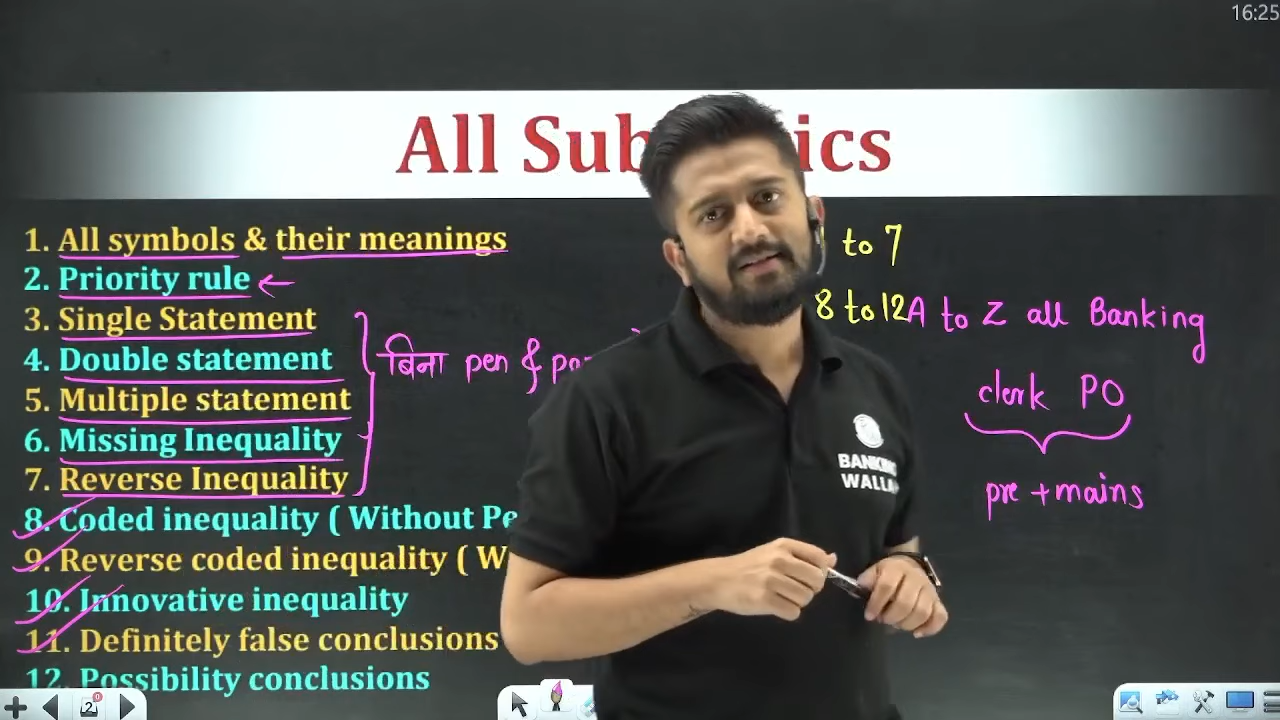 16:25
All Sub ics
1. All symbols & their meanings
2. Priority rule ←
3. Single Statement
4. Double statement
5. Multiple statement
6. Missing Inequality
7. Reverse Inequality
8. Coded inequality ( Without Pe
9. Reverse coded inequality ( W
10. Innovative inequality
11. Definitely false conclusions
12. Possibility conclusions
बिना pen &
to 7
8 to 12
A to Z all Banking
clerk PO
pre + mains
BANKING
WALLAH
2